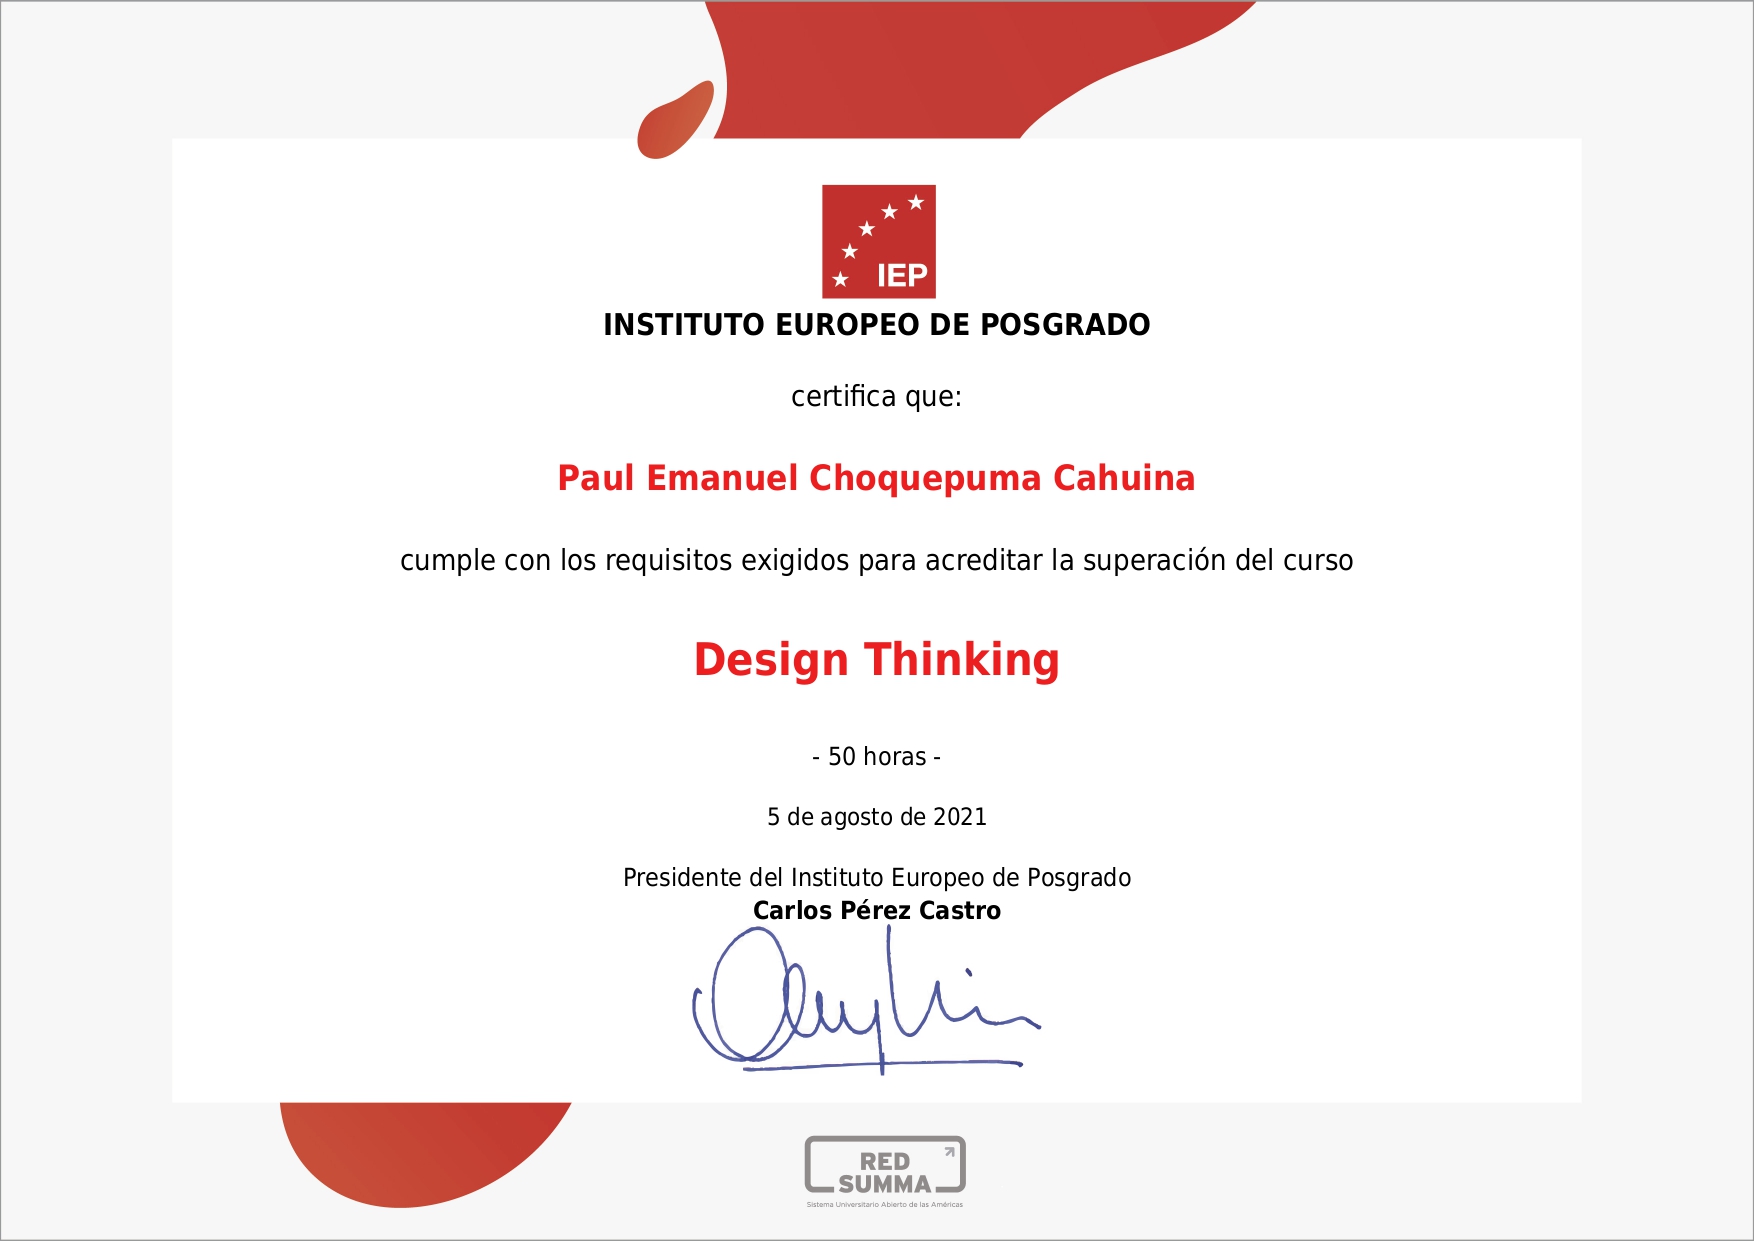 IEP
INSTITUTO EUROPEO DE POSGRADO
certifica que:
Paul Emanuel Choquepuma Cahuina
cumple con los requisitos exigidos para acreditar la superación del curso
Design Thinking
- 50 horas -
5 de agosto de 2021
Presidente del Instituto Europeo de Posgrado
Carlos Pérez Castro
RED
SUMMA
Sistema Universitario Abierto de las Américas